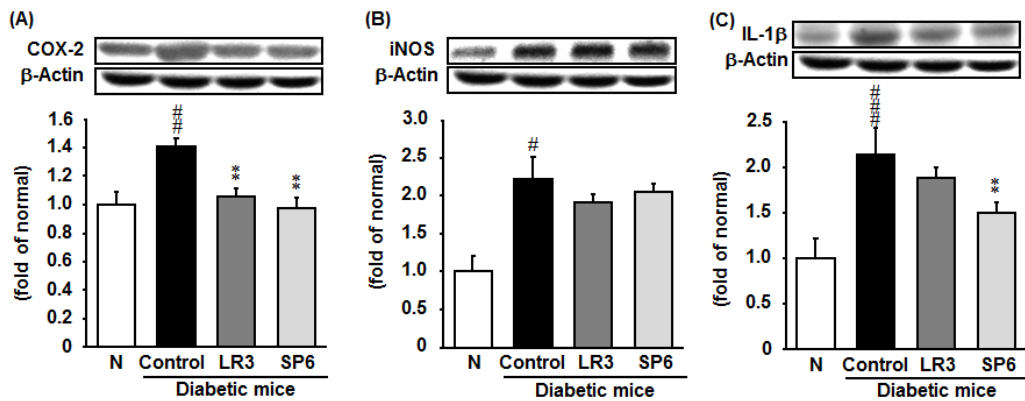 (A)
COX-2
β-Actin
(fold of normal)
1.6
1.4
1.2
1.0
0.8
0.6
0.4
0.2
0
##
**
**
N Control LR3 SP6
Diabetic mice
(B)
iNOS
β-Actin
(fold of normal)
3.0
2.5
2.0
1.5
1.0
0.5
0
#
N Control LR3 SP6
Diabetic mice
(C)
IL-1β
β-Actin
(fold of normal)
2.5
2.0
1.5
1.0
0.5
0
###
**
N Control LR3 SP6
Diabetic mice